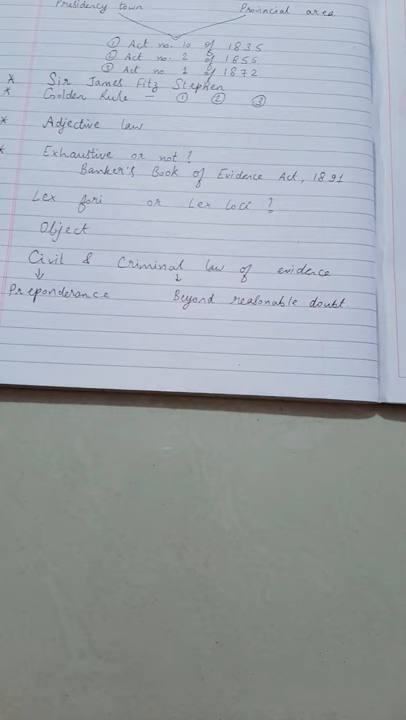 Presidency town Provincial area
① Act no. 10 of 1835
② Act no. 2 of 1855
③ Act no. 1 of 1872
* Sir James Fitz Stephen
* Golden Rule - ① ② ③
* Adjective law
* Exhaustive or not?
Banker's Book of Evidence Act, 1891
Lex fori or Lex loci?
Object
Civil & Criminal law of evidence
↓ ↓
Preponderance Beyond reasonable doubt